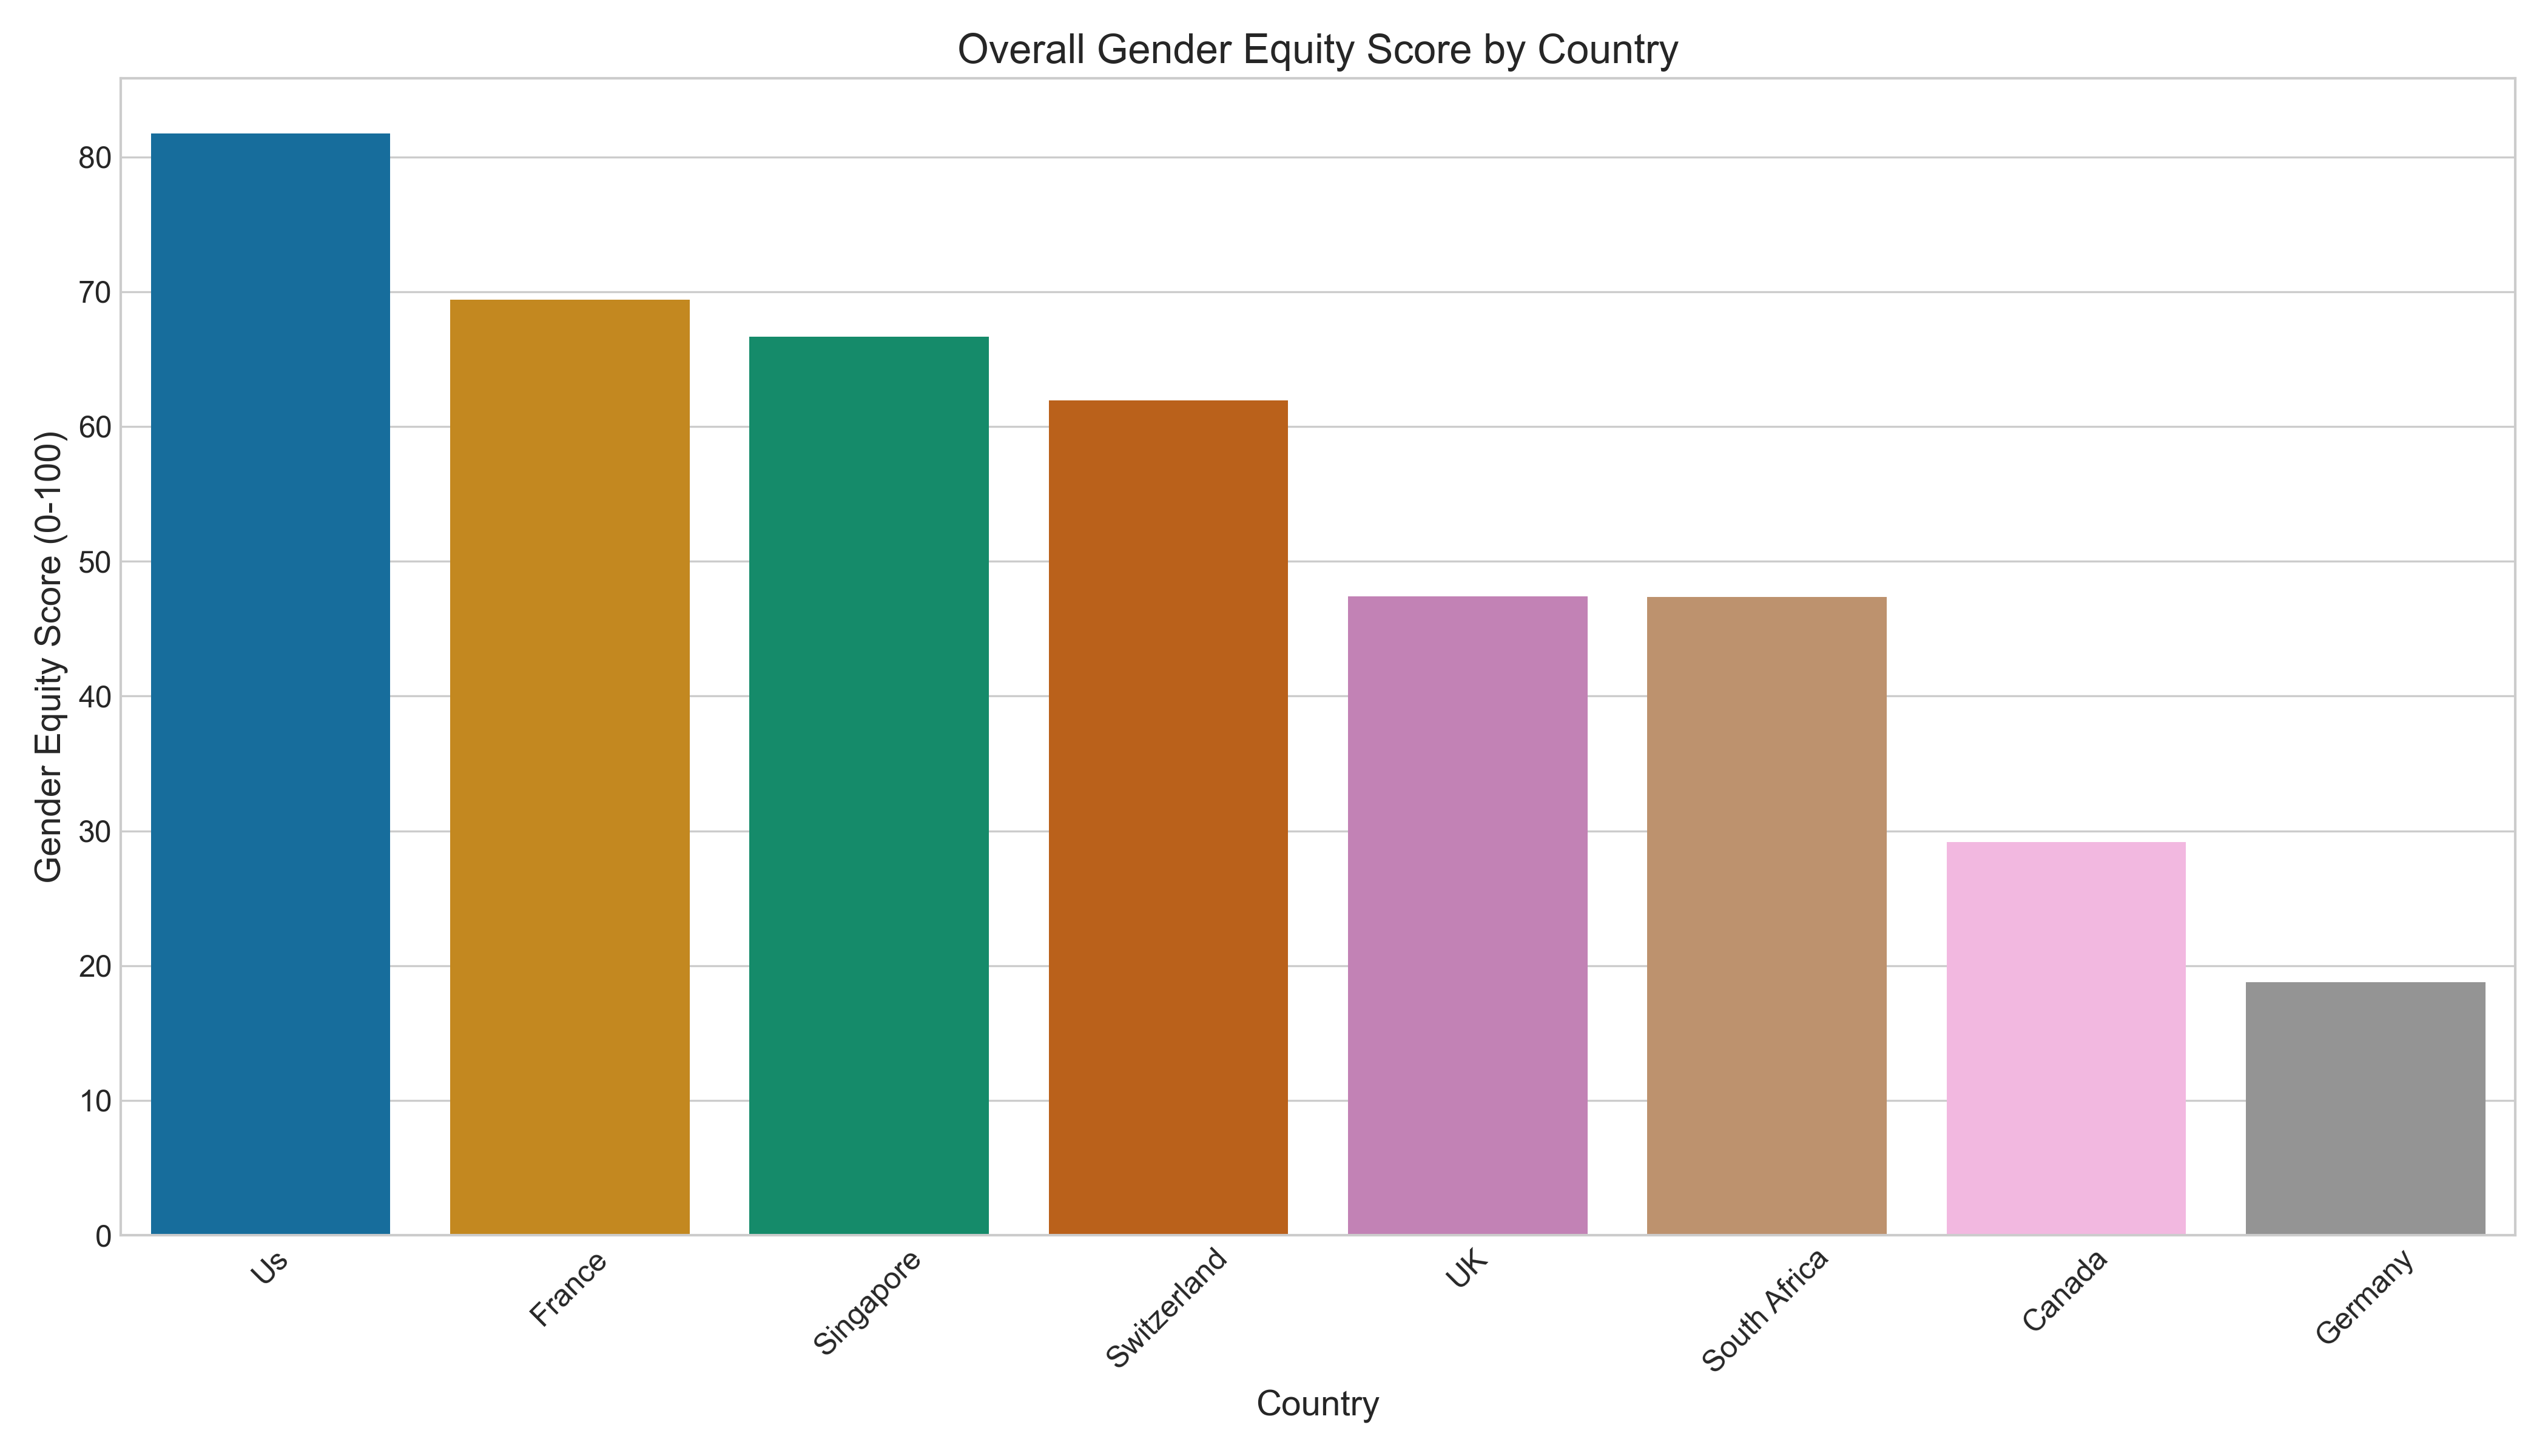 Overall Gender Equity Score by Country
Gender Equity Score (0-100)
80
70
60
50
40
30
20
10
0
Us
France
Singapore
Switzerland
UK
South Africa
Canada
Germany
Country